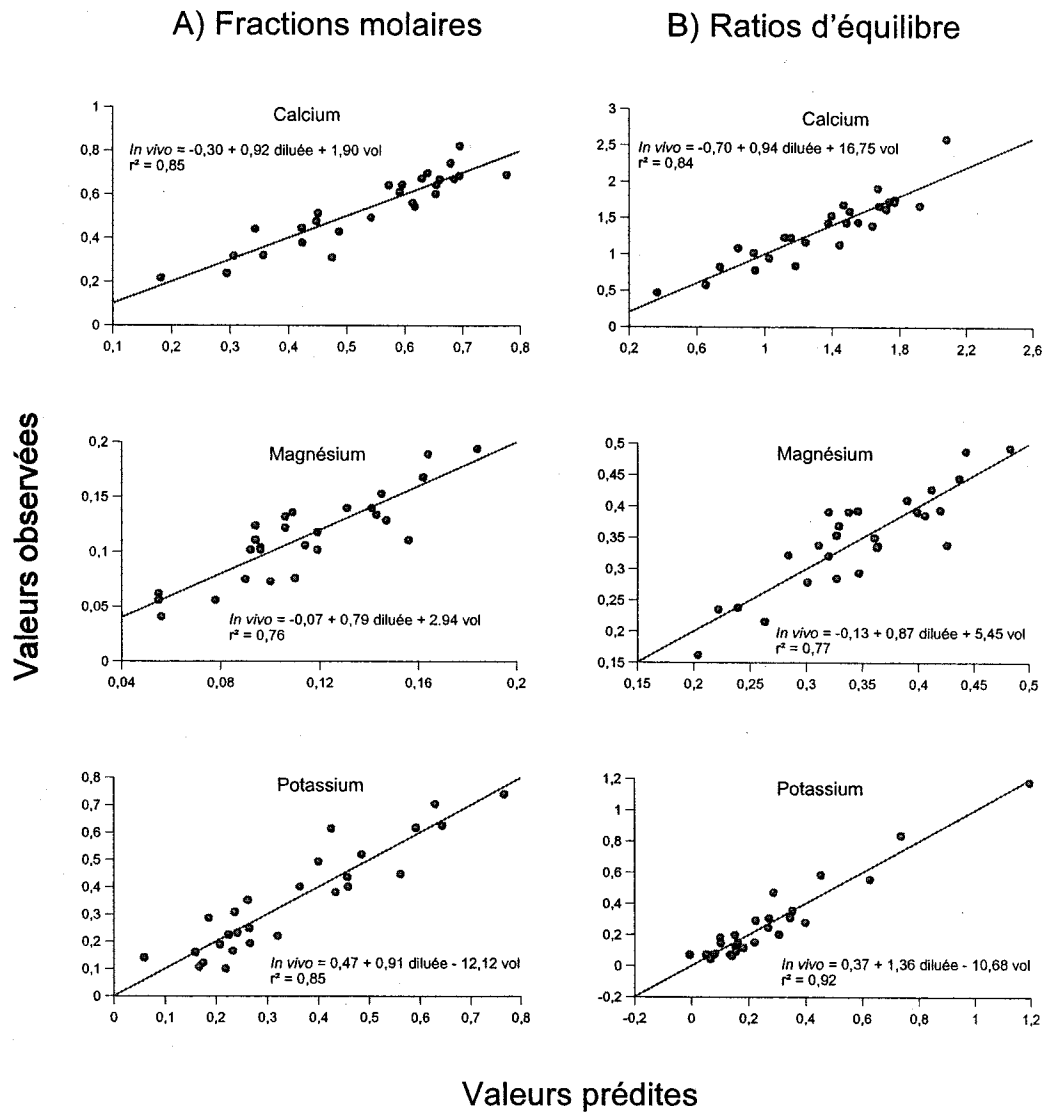 A) Fractions molaires
B) Ratios d'équilibre
Valeurs observées
Calcium
In vivo = -0,30 + 0,92 diluée + 1,90 vol
r² = 0,85
1
0,8
0,6
0,4
0,2
0
0,1 0,2 0,3 0,4 0,5 0,6 0,7 0,8
Calcium
In vivo = -0,70 + 0,94 diluée + 16,75 vol
r² = 0,84
3
2,5
2
1,5
1
0,5
0
0,2 0,6 1 1,4 1,8 2,2 2,6
Magnésium
0,2
0,15
0,1
0,05
0
In vivo = -0,07 + 0,79 diluée + 2.94 vol
r² = 0,76
0,04 0,08 0,12 0,16 0,2
Magnésium
0,5
0,45
0,4
0,35
0,3
0,25
0,2
0,15
In vivo = -0,13 + 0,87 diluée + 5,45 vol
r² = 0,77
0,15 0,2 0,25 0,3 0,35 0,4 0,45 0,5
Potassium
0,8
0,7
0,6
0,5
0,4
0,3
0,2
0,1
0
In vivo = 0,47 + 0,91 diluée - 12,12 vol
r² = 0,85
0 0,1 0,2 0,3 0,4 0,5 0,6 0,7 0,8
Potassium
1,2
1
0,8
0,6
0,4
0,2
0
-0,2
In vivo = 0,37 + 1,36 diluée - 10,68 vol
r² = 0,92
-0,2 0 0,2 0,4 0,6 0,8 1 1,2
Valeurs prédites